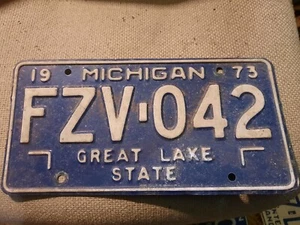 19 MICHIGAN 73
FZV-042
GREAT LAKE
STATE